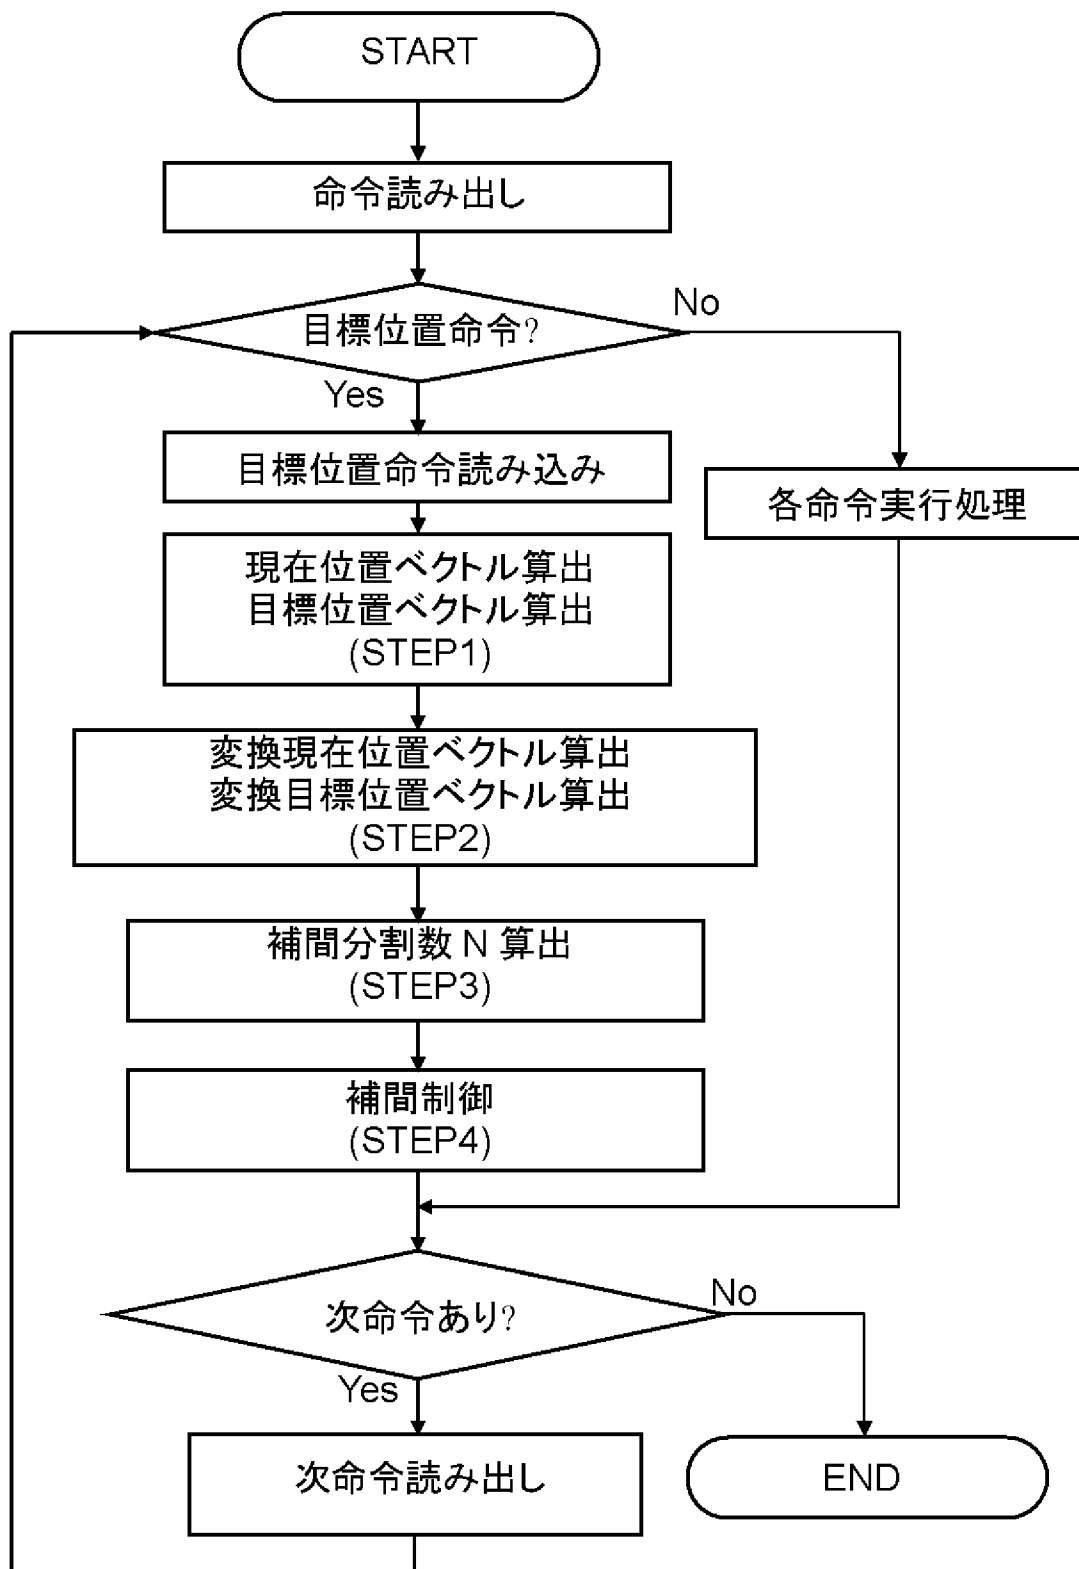 START
命令読み出し
目標位置命令?
No
Yes
目標位置命令読み込み
各命令実行処理
現在位置ベクトル算出
目標位置ベクトル算出
(STEP1)
変換現在位置ベクトル算出
変換目標位置ベクトル算出
(STEP2)
補間分割数 N 算出
(STEP3)
補間制御
(STEP4)
次命令あり?
No
Yes
次命令読み出し
END